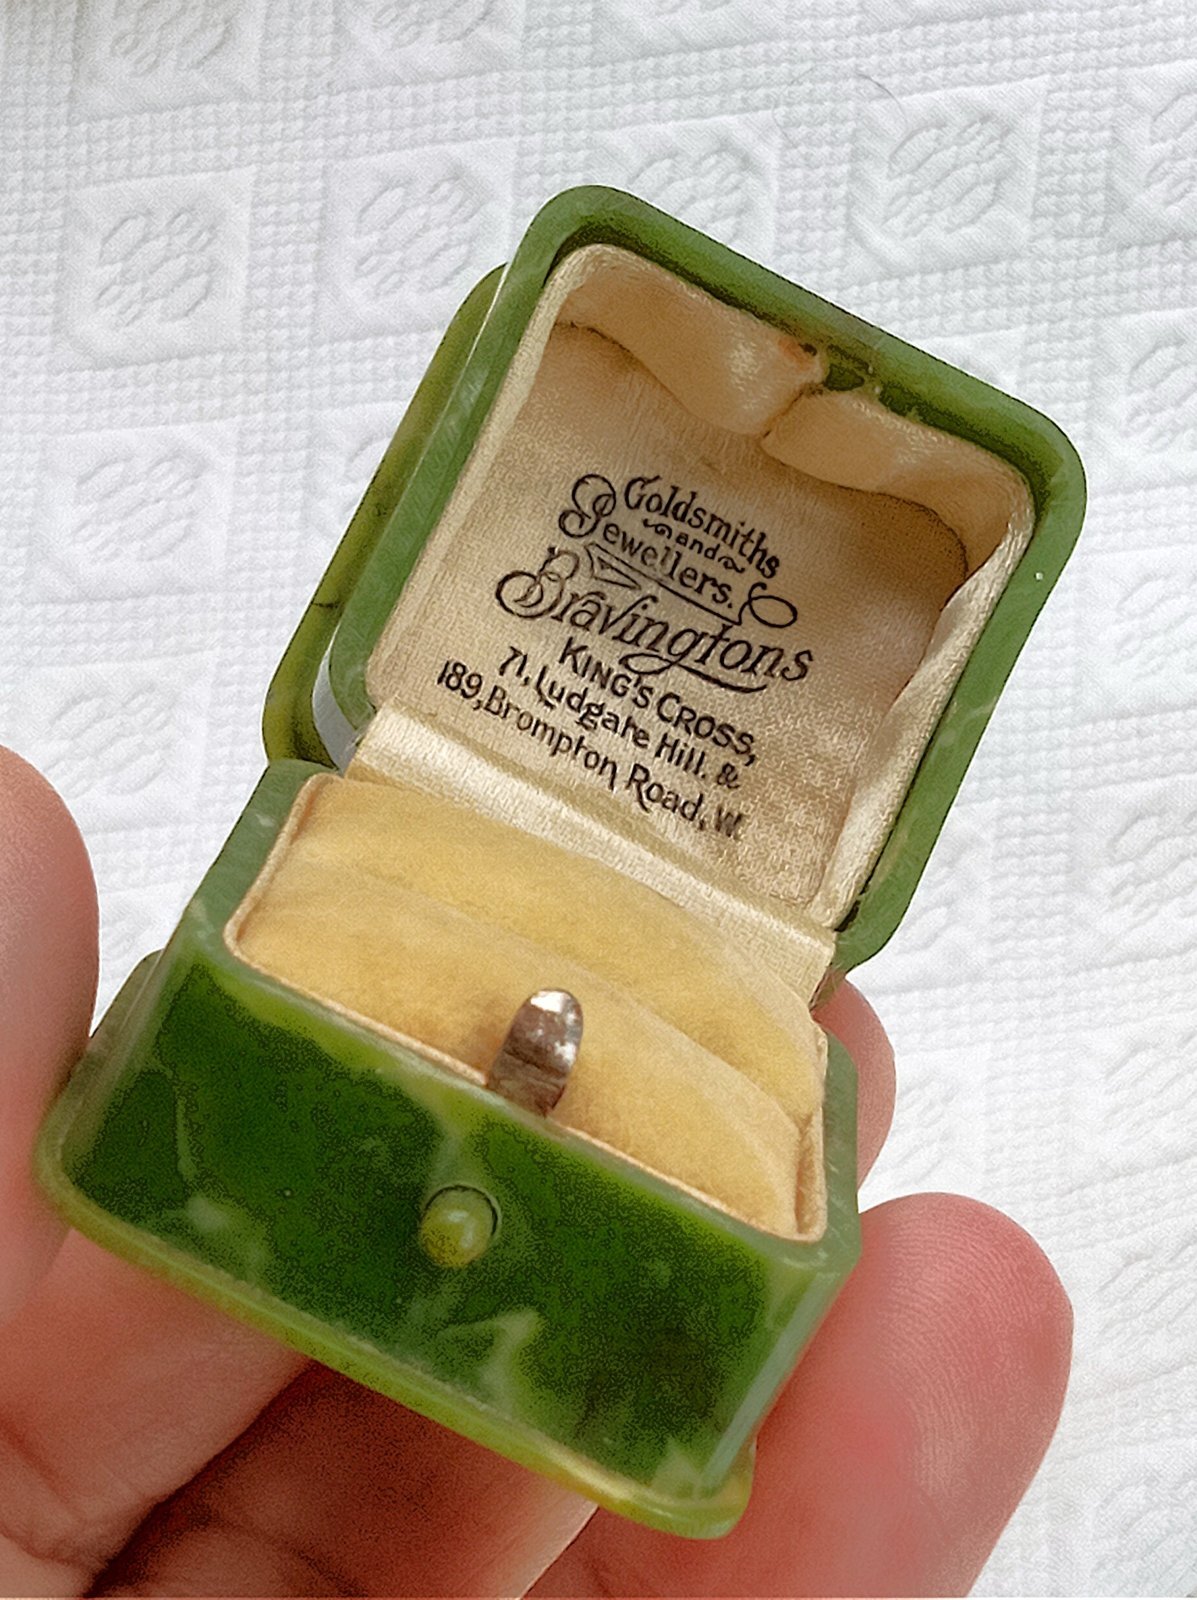 Goldsmiths
and
Jewellers.
Bravingtons
KING'S CROSS,
71, Ludgate Hill. &
189, Brompton Road, W.